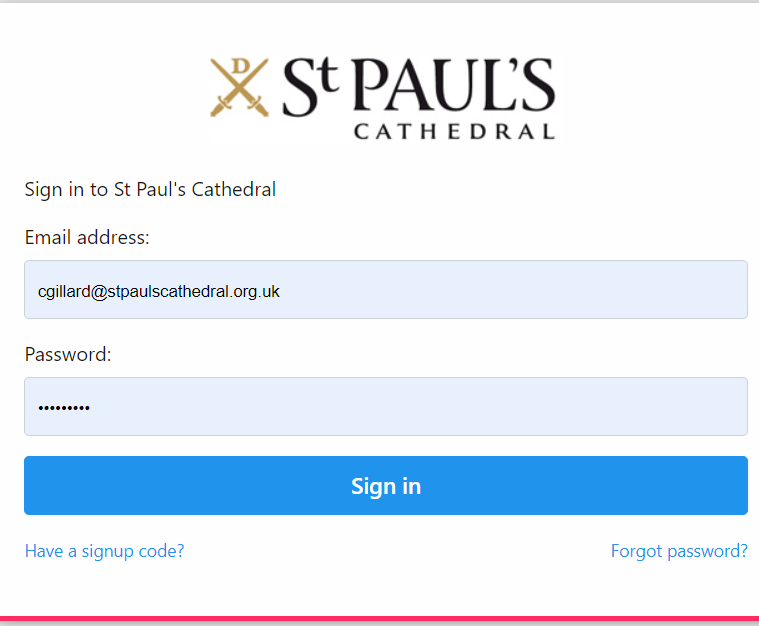 D
St PAUL'S
CATHEDRAL
Sign in to St Paul's Cathedral
Email address:
cgillard@stpaulscathedral.org.uk
Password:
•••••••••
Sign in
Have a signup code? Forgot password?